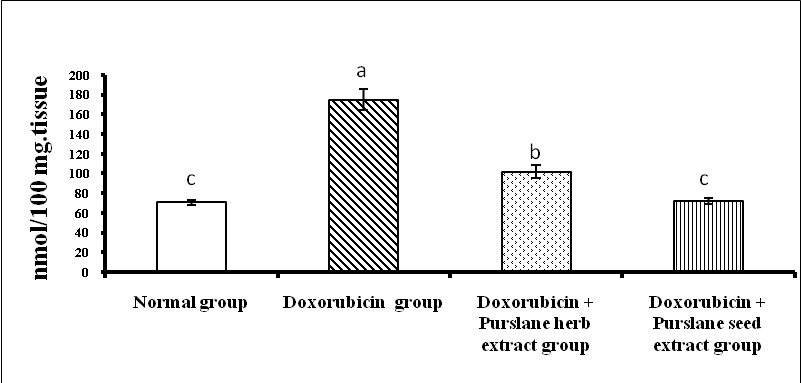 nmol/100 mg.tissue
200
180
160
140
120
100
80
60
40
20
0
c
a
b
c
Normal group
Doxorubicin group
Doxorubicin +
Purslane herb
extract group
Doxorubicin +
Purslane seed
extract group